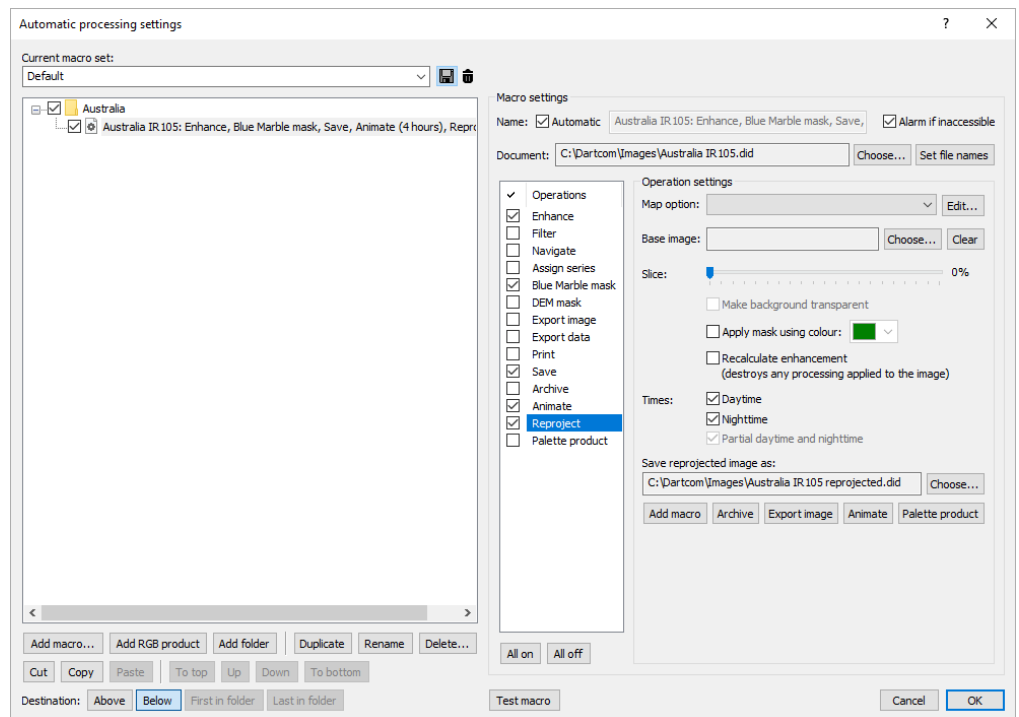 Automatic processing settings
?
Current macro set:
Default
Australia
Australia IR105: Enhance, Blue Marble mask, Save, Animate (4 hours), Repro
Add macro...
Add RGB product
Add folder
Duplicate
Rename
Delete...
Cut
Copy
Paste
To top
Up
Down
To bottom
Destination:
Above
Below
First in folder
Last in folder
Macro settings
Name:
Automatic
Australia IR105: Enhance, Blue Marble mask, Save,
Alarm if inaccessible
Document:
C:\Dartcom\Images\Australia IR105.did
Choose...
Set file names
Operations
Enhance
Filter
Navigate
Assign series
Blue Marble mask
DEM mask
Export image
Export data
Print
Save
Archive
Animate
Reproject
Palette product
All on
All off
Operation settings
Map option:
Edit...
Base image:
Choose...
Clear
Slice:
0%
Make background transparent
Apply mask using colour:
Recalculate enhancement
(destroys any processing applied to the image)
Times:
Daytime
Nighttime
Partial daytime and nighttime
Save reprojected image as:
C:\Dartcom\Images\Australia IR105 reprojected.did
Choose...
Add macro
Archive
Export image
Animate
Palette product
Test macro
Cancel
OK